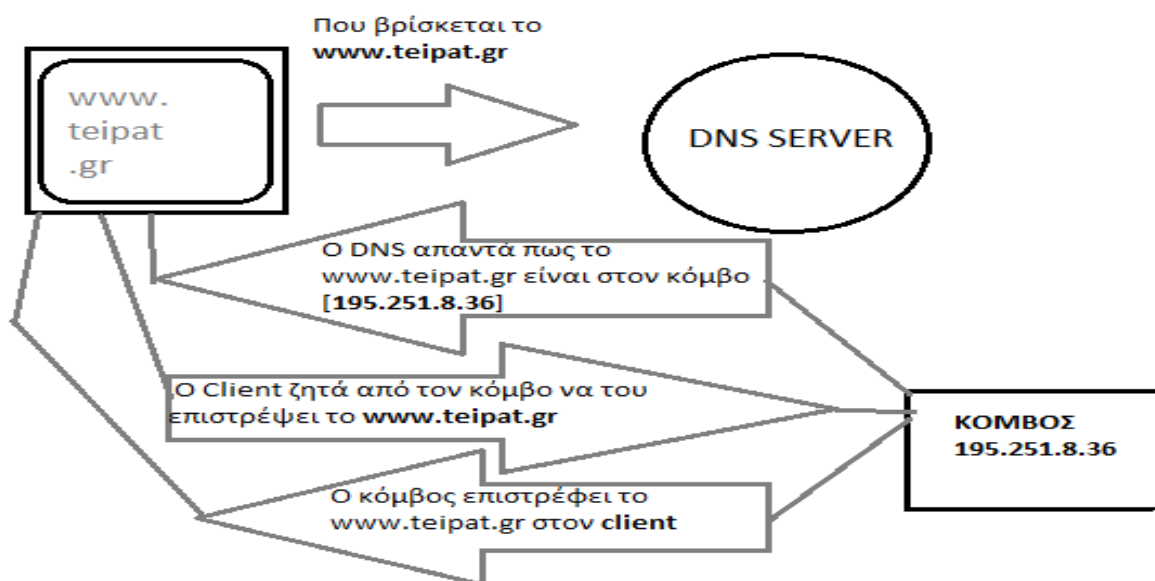 Που βρίσκεται το
www.teipat.gr
www.
teipat
.gr
DNS SERVER
Ο DNS απαντά πως το
www.teipat.gr είναι στον κόμβο
[195.251.8.36]
Ο Client ζητά από τον κόμβο να του
επιστρέψει το www.teipat.gr
ΚΟΜΒΟΣ
195.251.8.36
Ο κόμβος επιστρέφει το
www.teipat.gr στον client